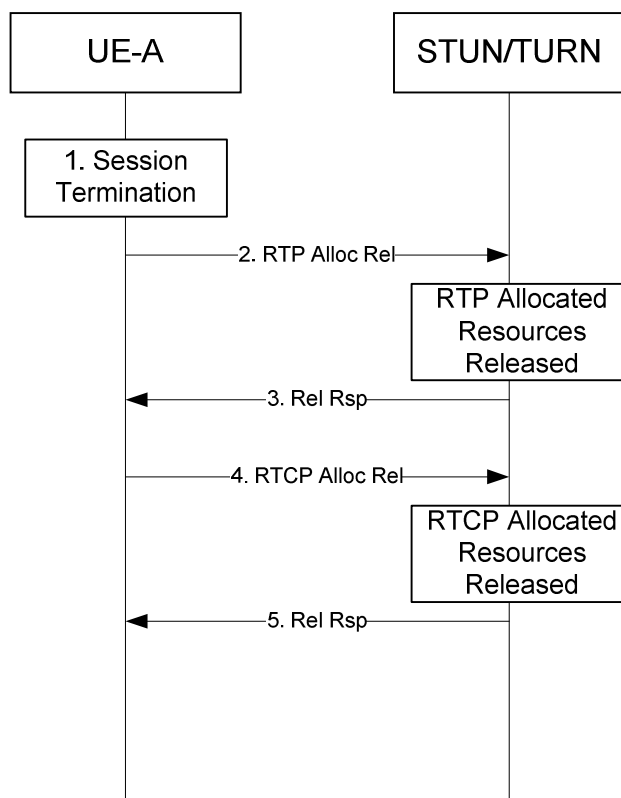 UE-A
STUN/TURN
1. Session
Termination
2. RTP Alloc Rel
RTP Allocated
Resources
Released
3. Rel Rsp
4. RTCP Alloc Rel
RTCP Allocated
Resources
Released
5. Rel Rsp